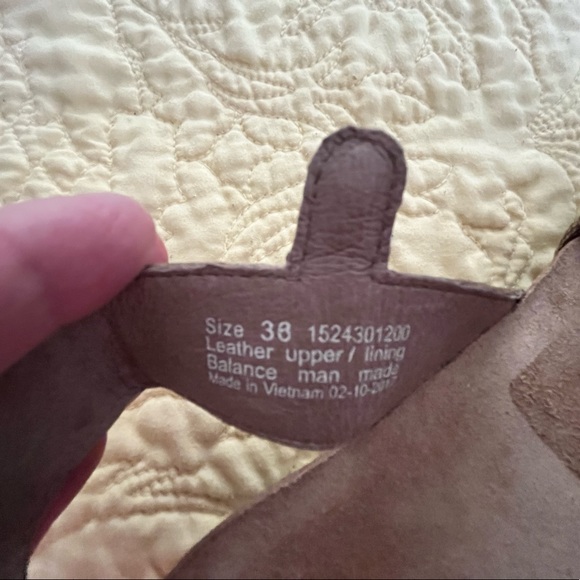 Size 38 1524301200
Leather upper / lining
Balance man made
Made in Vietnam 02-10-2017